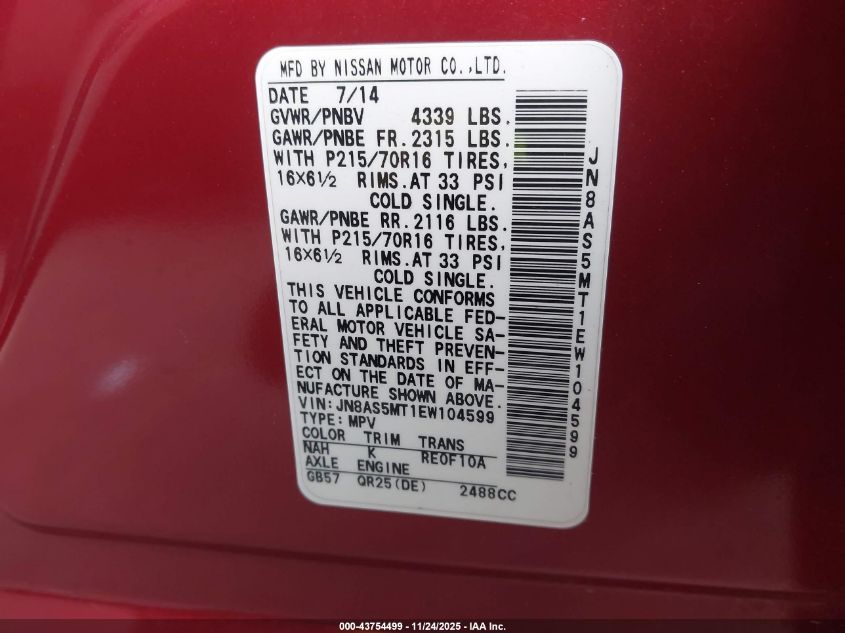 MFD BY NISSAN MOTOR CO.,LTD.
DATE 7/14
GVWR/PNBV 4339 LBS.
GAWR/PNBE FR. 2315 LBS.
WITH P215/70R16 TIRES,
16X6½ RIMS. AT 33 PSI
COLD SINGLE.
GAWR/PNBE RR. 2116 LBS.
WITH P215/70R16 TIRES,
16X6½ RIMS. AT 33 PSI
COLD SINGLE.
THIS VEHICLE CONFORMS
TO ALL APPLICABLE FED-
ERAL MOTOR VEHICLE SA-
FETY AND THEFT PREVEN-
TION STANDARDS IN EFF-
ECT ON THE DATE OF MA-
NUFACTURE SHOWN ABOVE.
VIN: JN8AS5MT1EW104599
TYPE: MPV
COLOR TRIM TRANS
NAH K RE0F10A
AXLE ENGINE
GB57 QR25(DE) 2488CC
JN8AS5MT1EW104599
000-43754499 - 11/24/2025 - IAA Inc.